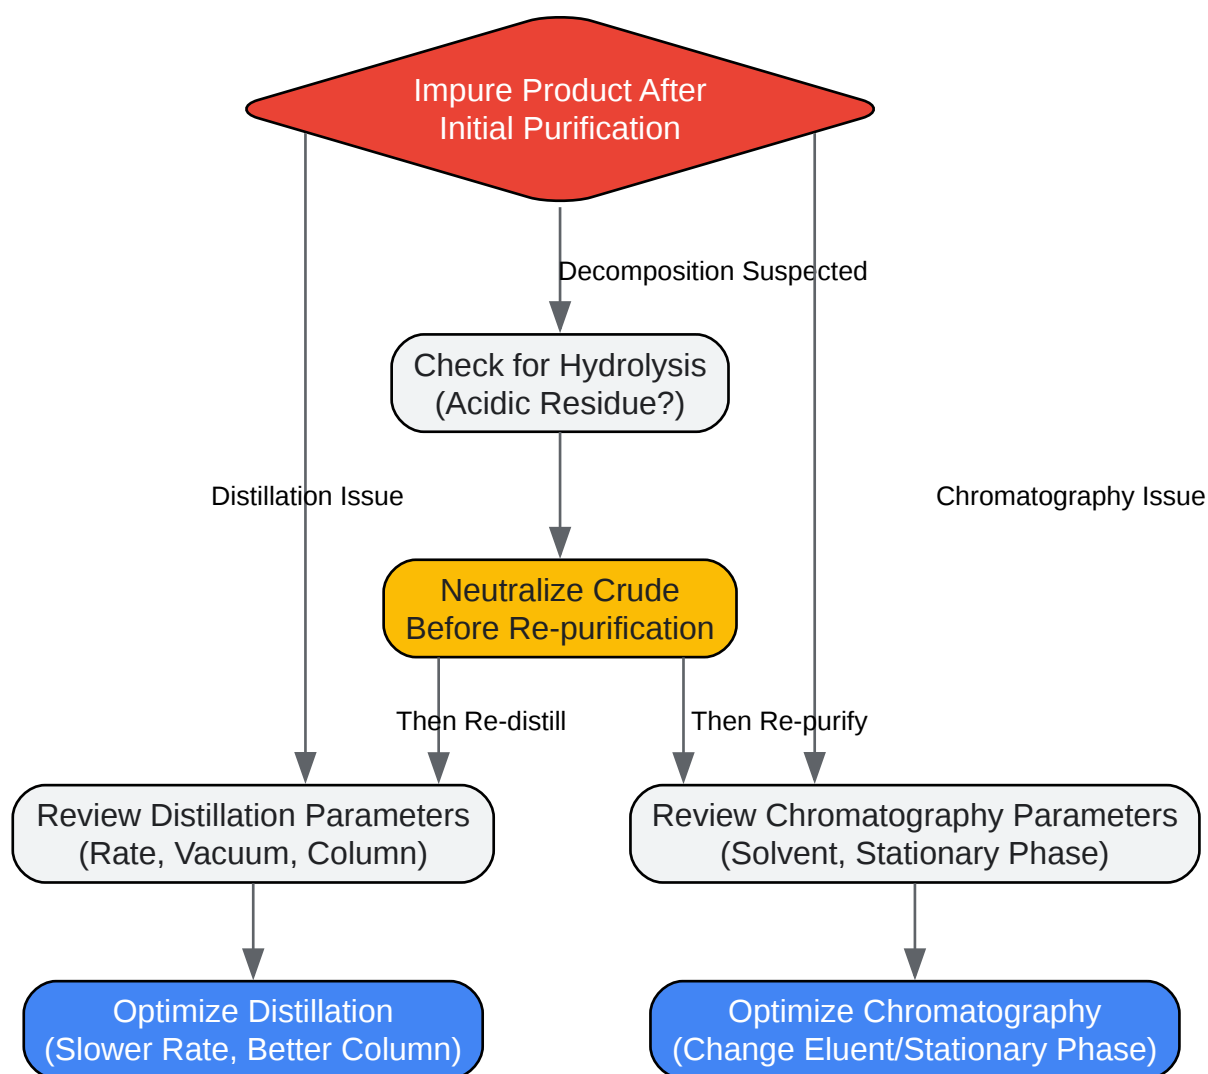 Impure Product After
Initial Purification
Decomposition Suspected
Check for Hydrolysis
(Acidic Residue?)
Distillation Issue
Chromatography Issue
Neutralize Crude
Before Re-purification
Then Re-distill
Then Re-purify
Review Distillation Parameters
(Rate, Vacuum, Column)
Review Chromatography Parameters
(Solvent, Stationary Phase)
Optimize Distillation
(Slower Rate, Better Column)
Optimize Chromatography
(Change Eluent/Stationary Phase)